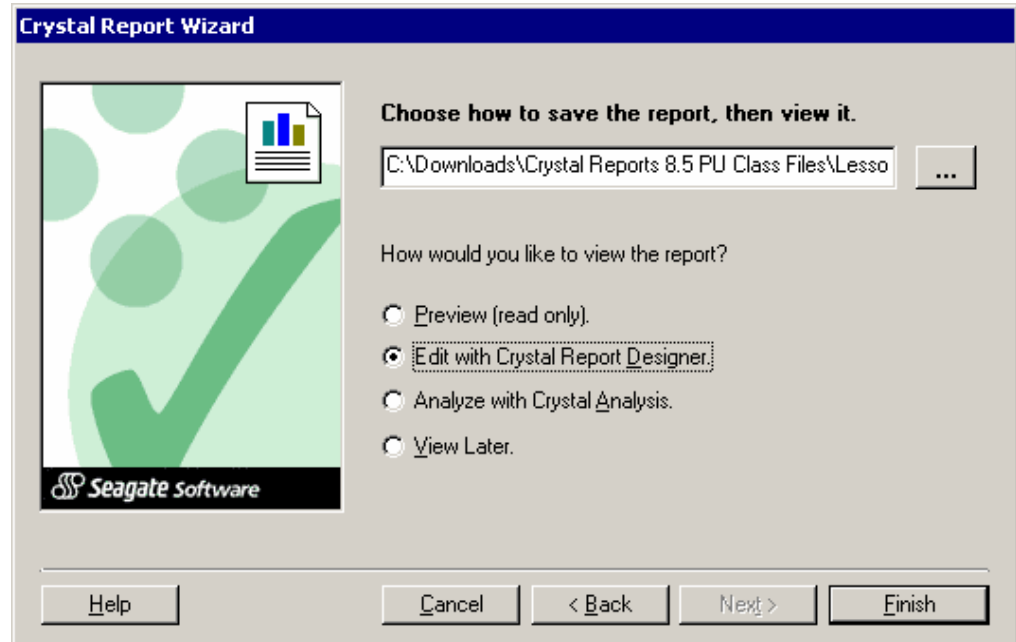 Crystal Report Wizard
Choose how to save the report, then view it.
C:\Downloads\Crystal Reports 8.5 PU Class Files\Lesso
...
How would you like to view the report?
Preview (read only).
Edit with Crystal Report Designer.
Analyze with Crystal Analysis.
View Later.
Seagate Software
Help
Cancel
< Back
Next >
Finish